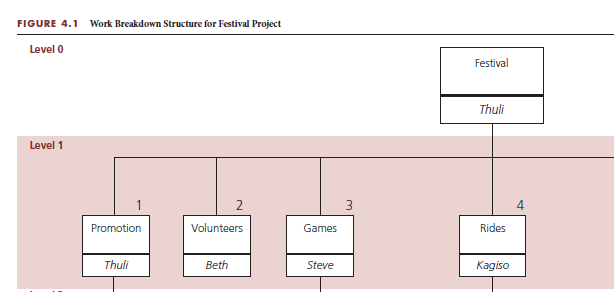 FIGURE 4.1 Work Breakdown Structure for Festival Project
Level 0
Festival
Thuli
Level 1
1 2 3 4
Promotion Volunteers Games Rides
Thuli Beth Steve Kagiso